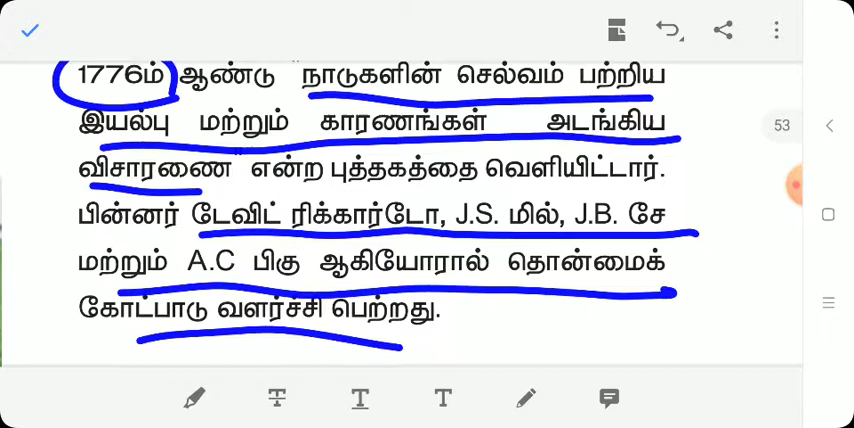 1776ம் ஆண்டு நாடுகளின் செல்வம் பற்றிய
இயல்பு மற்றும் காரணங்கள் அடங்கிய
விசாரணை என்ற புத்தகத்தை வெளியிட்டார்.
பின்னர் டேவிட் ரிக்கார்டோ, J.S. மில், J.B. சே
மற்றும் A.C பிகு ஆகியோரால் தொன்மைக்
கோட்பாடு வளர்ச்சி பெற்றது.
53
T T T